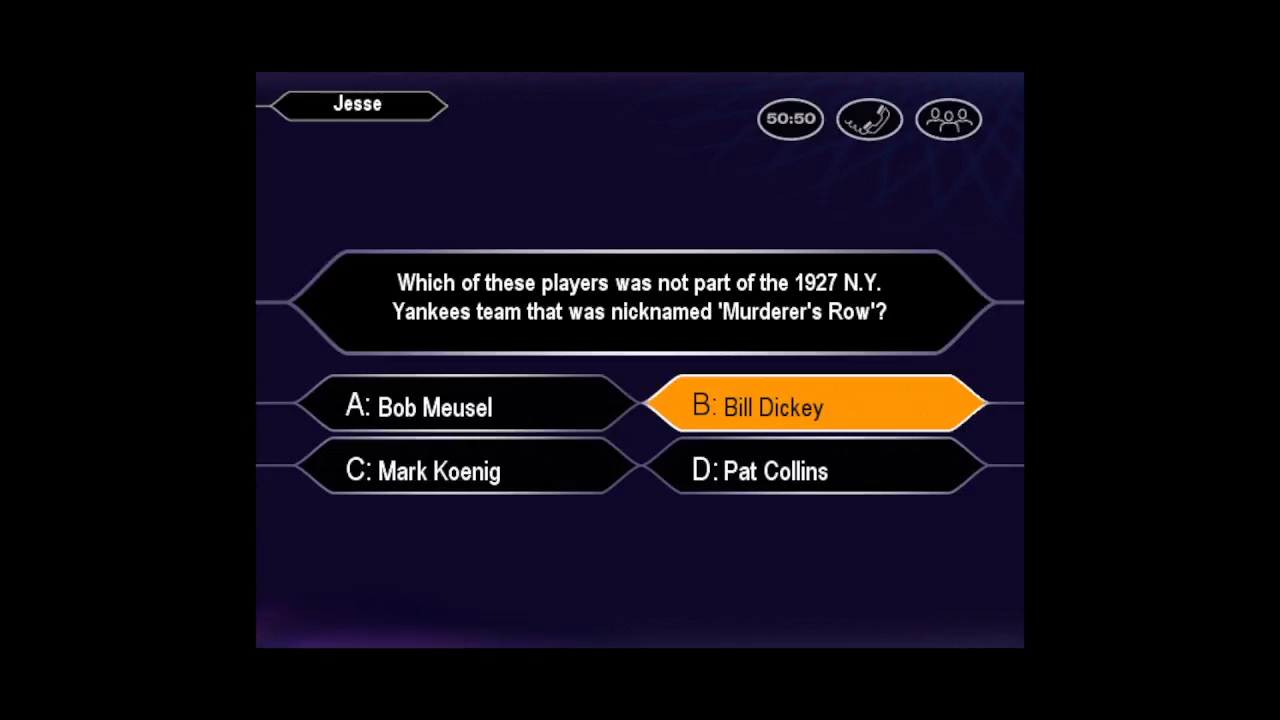 Jesse
50:50
Which of these players was not part of the 1927 N.Y.
Yankees team that was nicknamed 'Murderer's Row'?
A: Bob Meusel
B: Bill Dickey
C: Mark Koenig
D: Pat Collins